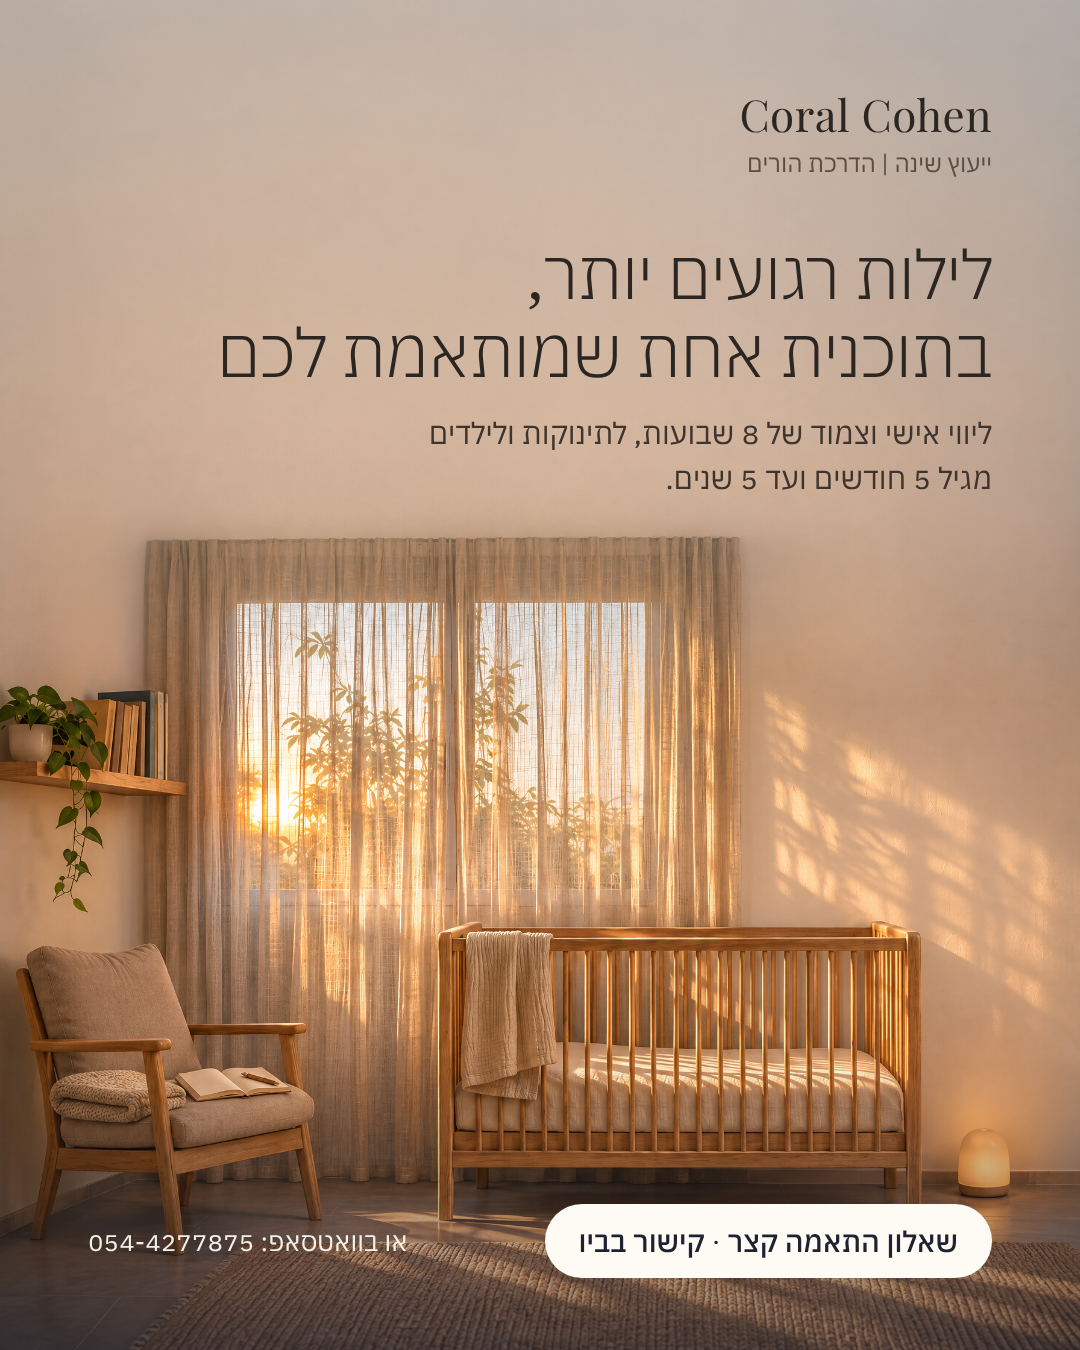 Coral Cohen
ייעוץ שינה | הדרכת הורים
לילות רגועים יותר,
בתוכנית אחת שמותאמת לכם
ליווי אישי וצמוד של 8 שבועות, לתינוקות ולילדים
מגיל 5 חודשים ועד 5 שנים.
שאלון התאמה קצר · קישור בביו
או בוואטסאפ: 054-4277875